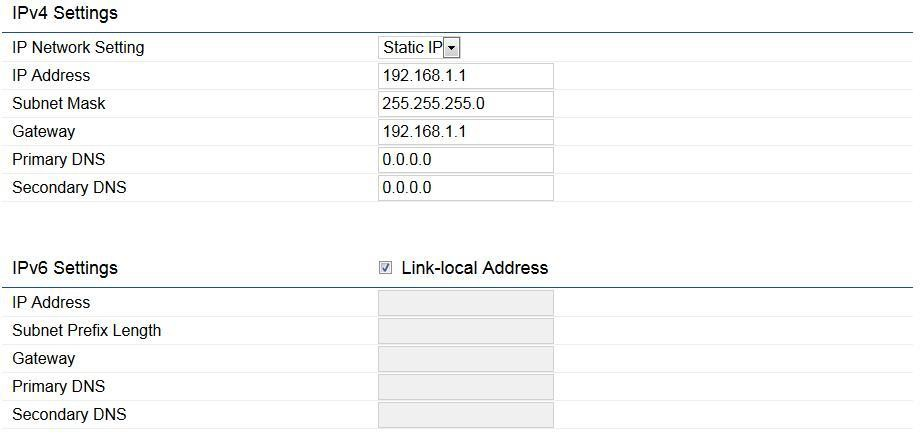 IPv4 Settings
IP Network Setting Static IP
IP Address 192.168.1.1
Subnet Mask 255.255.255.0
Gateway 192.168.1.1
Primary DNS 0.0.0.0
Secondary DNS 0.0.0.0
IPv6 Settings Link-local Address
IP Address
Subnet Prefix Length
Gateway
Primary DNS
Secondary DNS